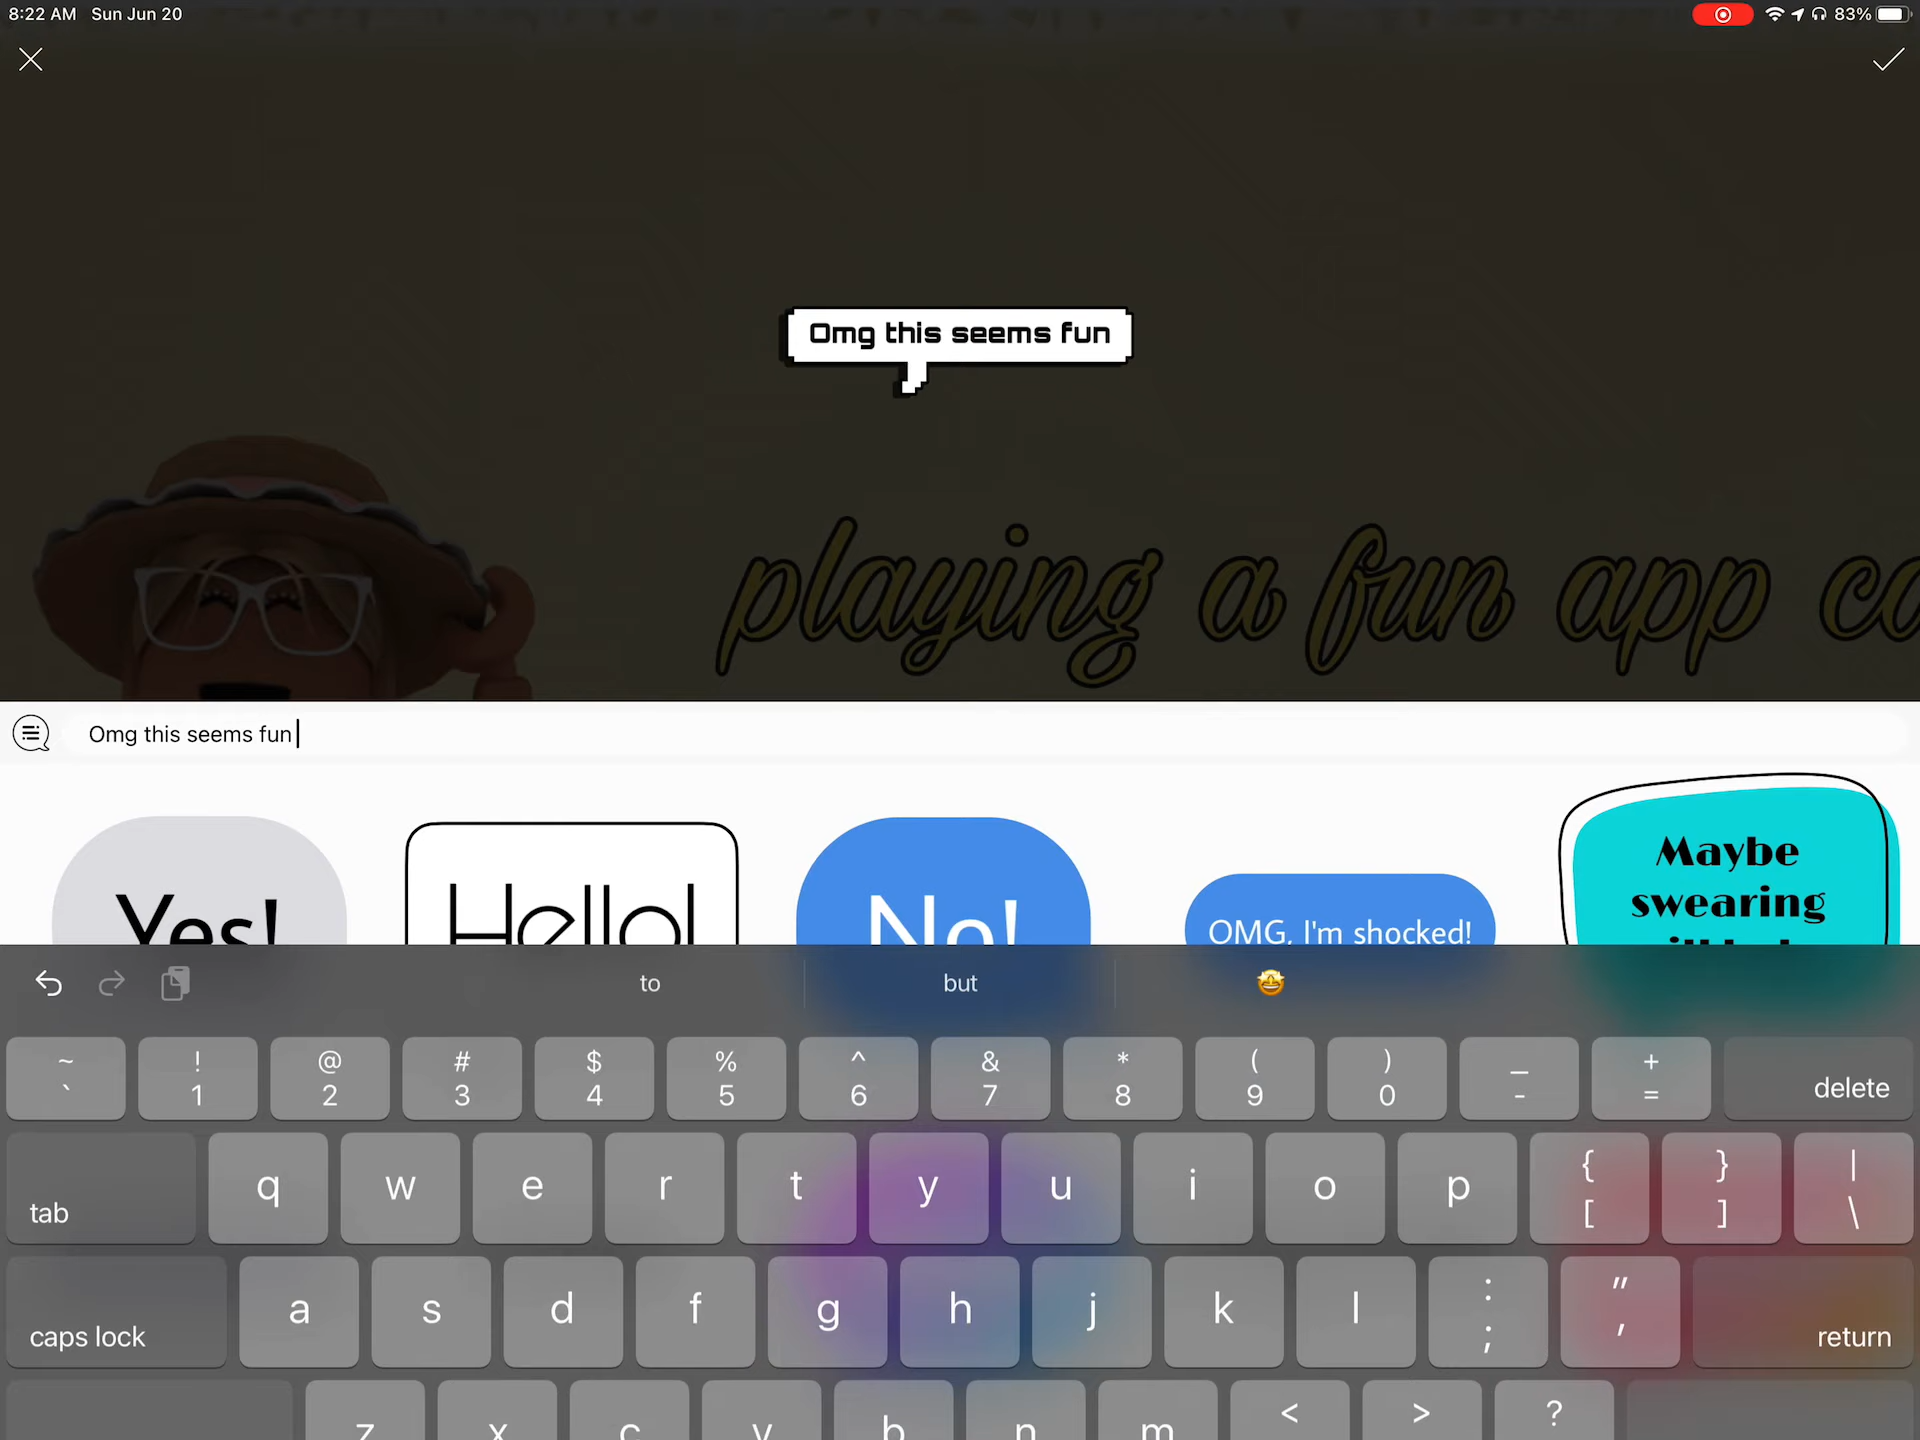 8:22 AM Sun Jun 20
83%
Omg this seems fun
playing a fun app
Omg this seems fun
Yes!
Hello!
No!
OMG, I'm shocked!
Maybe
swearing
to
but
~ ! @ # $ % ^ & * ( ) _ +
` 1 2 3 4 5 6 7 8 9 0 - = delete
tab q w e r t y u i o p { [ } ] | \
caps lock a s d f g h j k l : ; " ' return
z x c v b n m < > ?